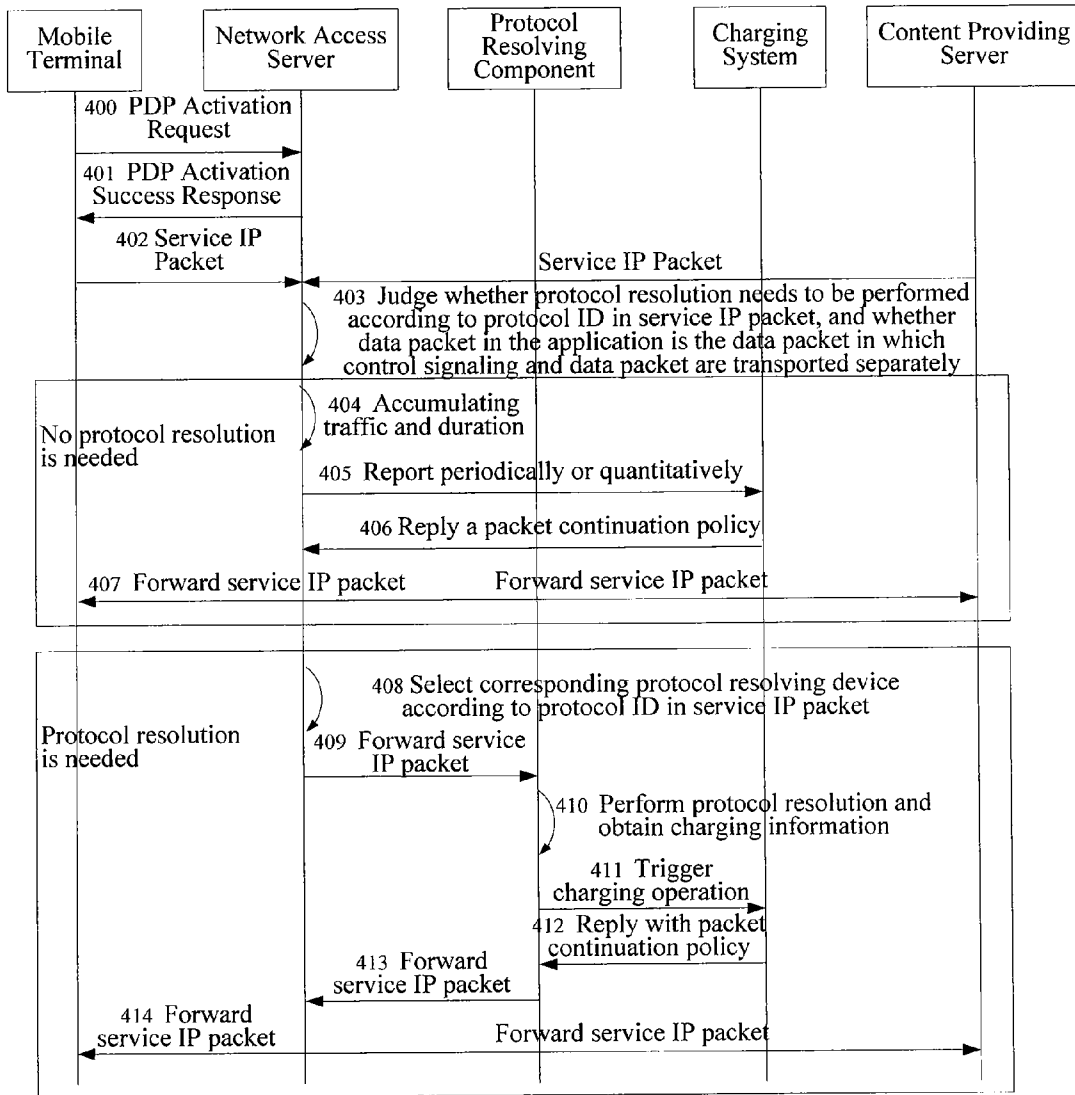 Mobile
Terminal
Network Access
Server
Protocol
Resolving
Component
Charging
System
Content Providing
Server
400 PDP Activation
Request
401 PDP Activation
Success Response
402 Service IP
Packet
Service IP Packet
403 Judge whether protocol resolution needs to be performed
according to protocol ID in service IP packet, and whether
data packet in the application is the data packet in which
control signaling and data packet are transported separately
No protocol resolution
is needed
404 Accumulating
traffic and duration
405 Report periodically or quantitatively
406 Reply a packet continuation policy
407 Forward service IP packet
Forward service IP packet
Protocol resolution
is needed
408 Select corresponding protocol resolving device
according to protocol ID in service IP packet
409 Forward service
IP packet
410 Perform protocol resolution and
obtain charging information
411 Trigger
charging operation
412 Reply with packet
continuation policy
413 Forward
service IP packet
414 Forward
service IP packet
Forward service IP packet